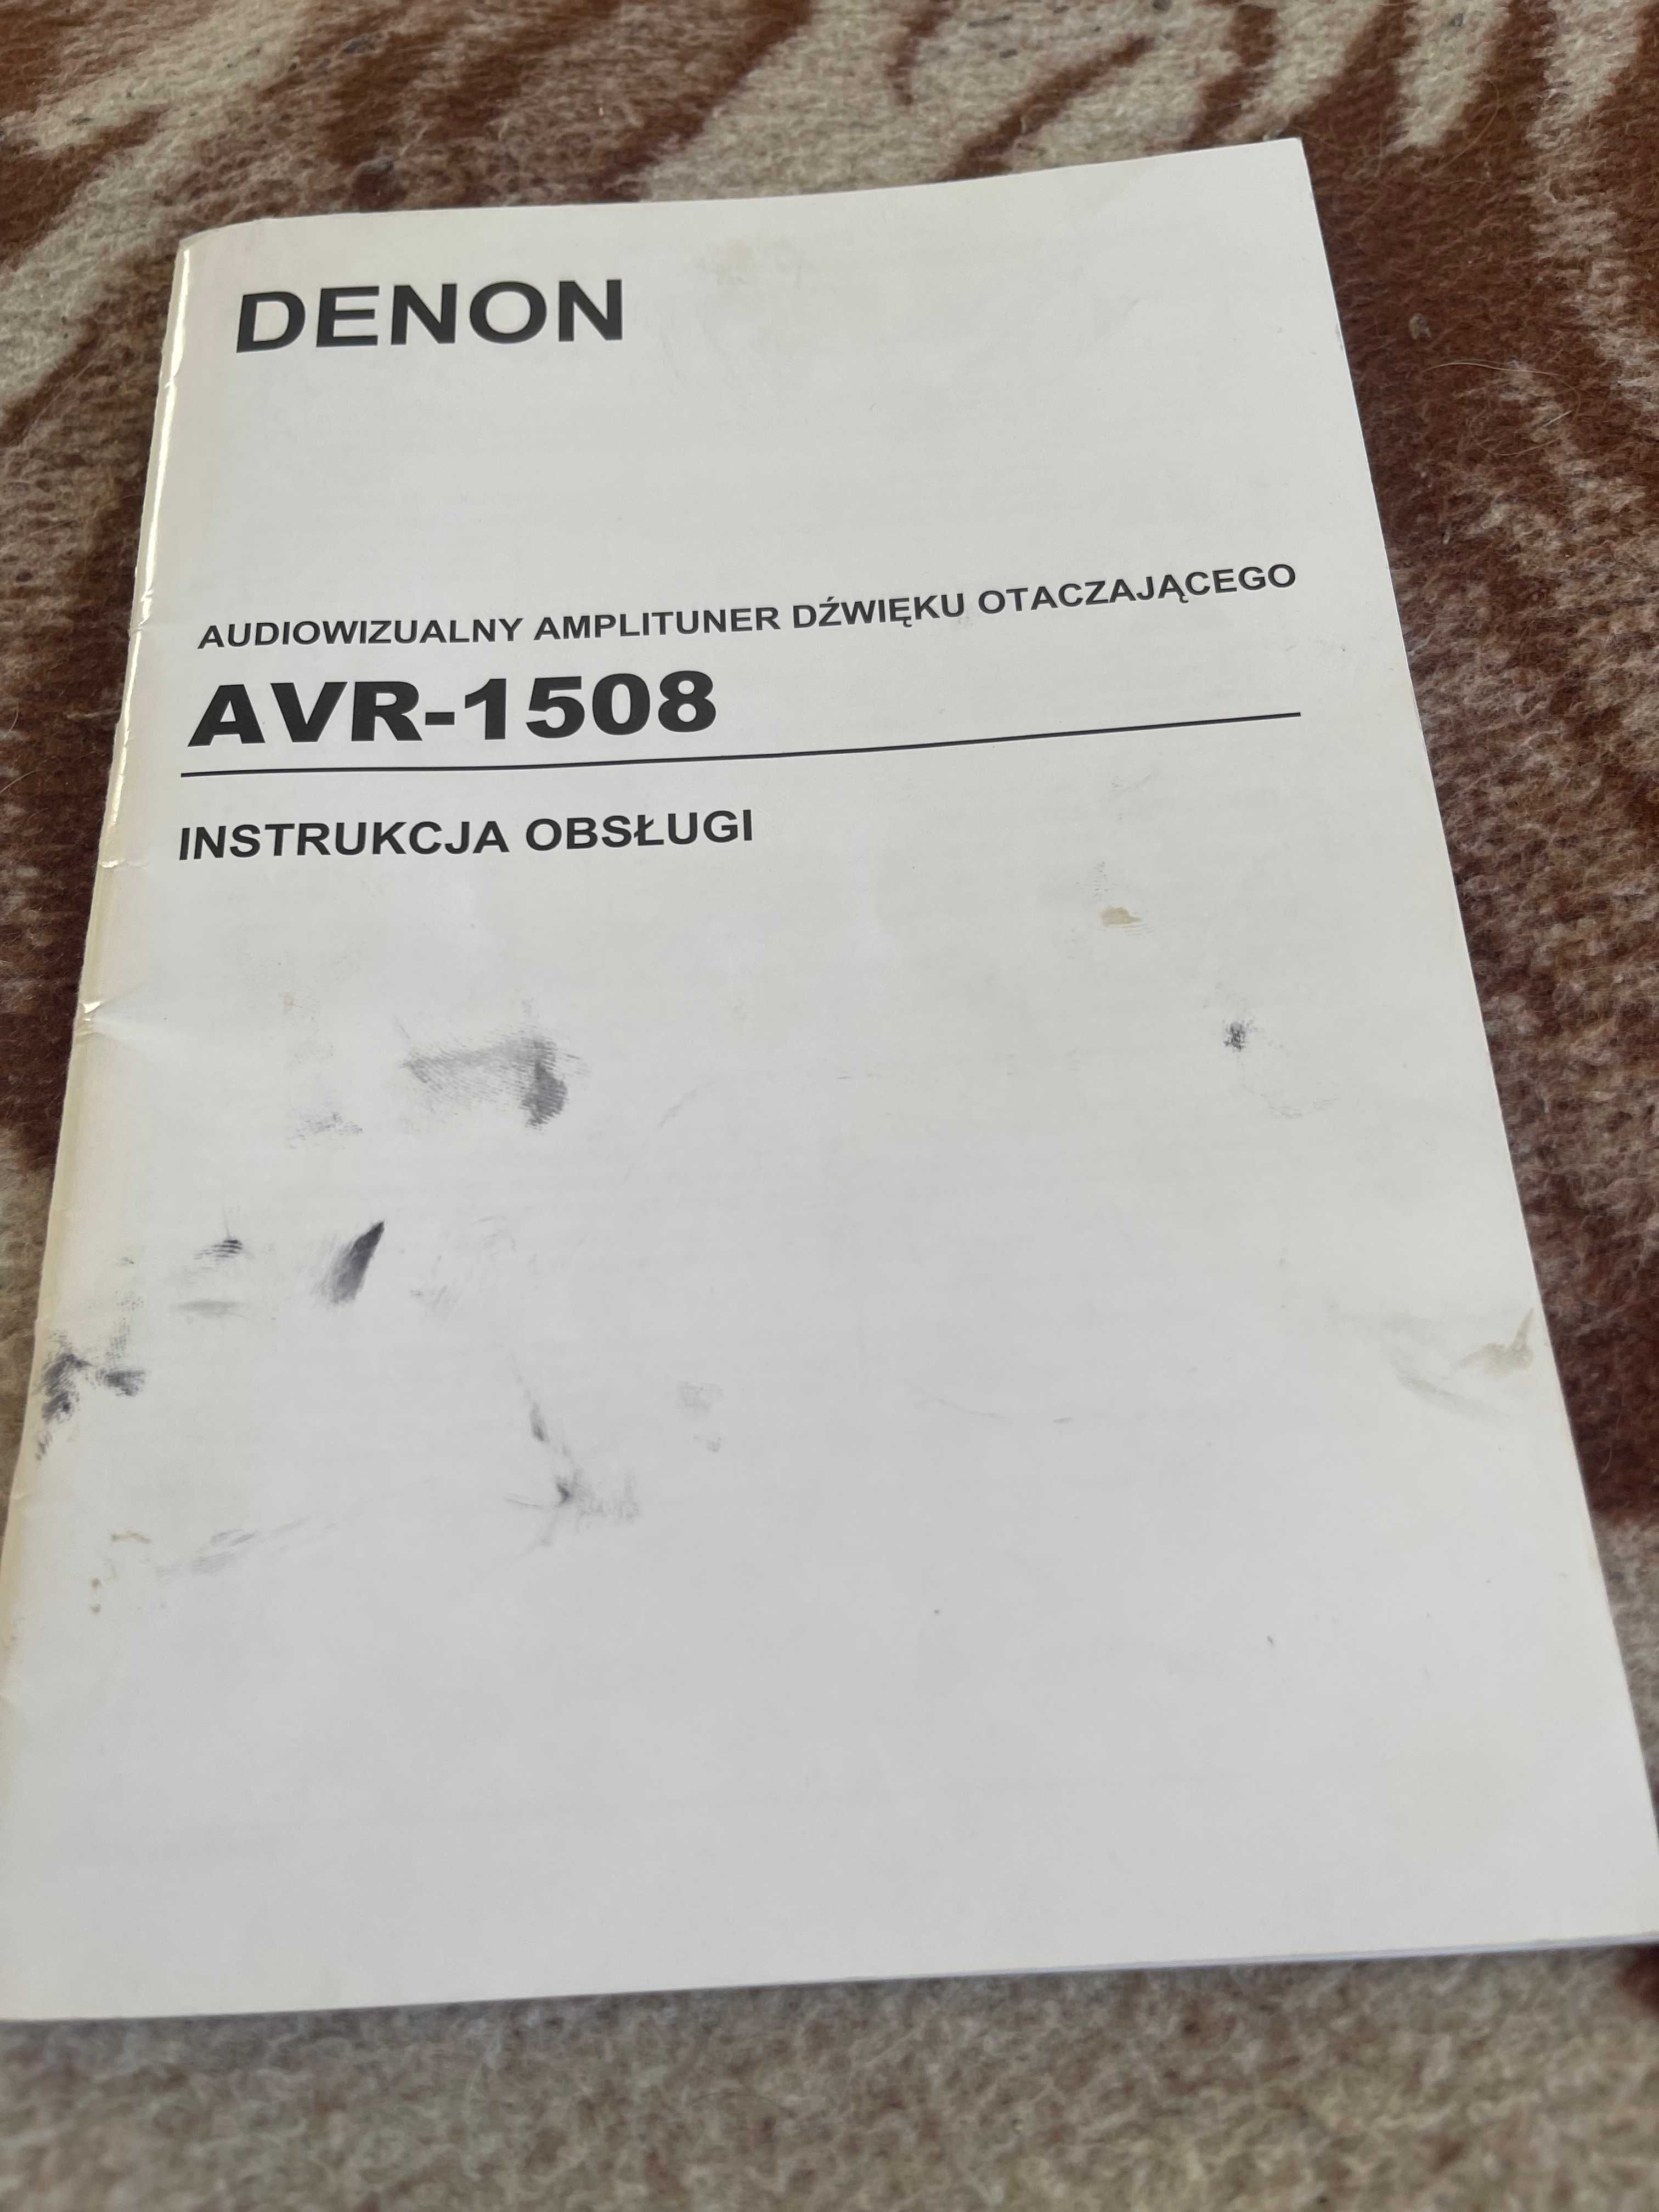 DENON
AUDIOWIZUALNY AMPLITUNER DŹWIĘKU OTACZAJĄCEGO
AVR-1508
INSTRUKCJA OBSŁUGI